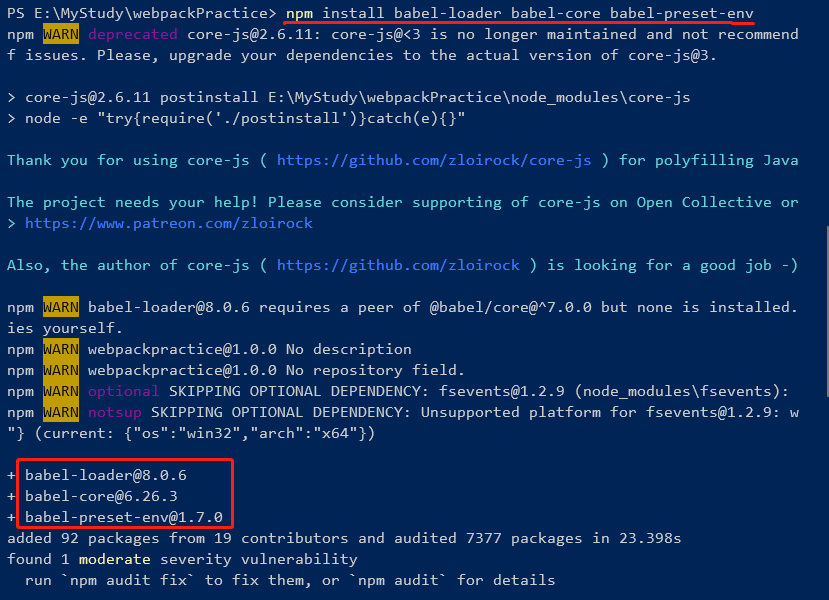 PS E:\MyStudy\webpackPractice> npm install babel-loader babel-core babel-preset-env
npm WARN deprecated core-js@2.6.11: core-js@<3 is no longer maintained and not recommend
f issues. Please, upgrade your dependencies to the actual version of core-js@3.
> core-js@2.6.11 postinstall E:\MyStudy\webpackPractice\node_modules\core-js
> node -e "try{require('./postinstall')}catch(e){}"
Thank you for using core-js ( https://github.com/zloirock/core-js ) for polyfilling Java
The project needs your help! Please consider supporting of core-js on Open Collective or
> https://www.patreon.com/zloirock
Also, the author of core-js ( https://github.com/zloirock ) is looking for a good job -)
npm WARN babel-loader@8.0.6 requires a peer of @babel/core@^7.0.0 but none is installed.
ies yourself.
npm WARN webpackpractice@1.0.0 No description
npm WARN webpackpractice@1.0.0 No repository field.
npm WARN optional SKIPPING OPTIONAL DEPENDENCY: fsevents@1.2.9 (node_modules\fsevents):
npm WARN notsup SKIPPING OPTIONAL DEPENDENCY: Unsupported platform for fsevents@1.2.9: w
"} (current: {"os":"win32","arch":"x64"})
+ babel-loader@8.0.6
+ babel-core@6.26.3
+ babel-preset-env@1.7.0
added 92 packages from 19 contributors and audited 7377 packages in 23.398s
found 1 moderate severity vulnerability
run `npm audit fix` to fix them, or `npm audit` for details